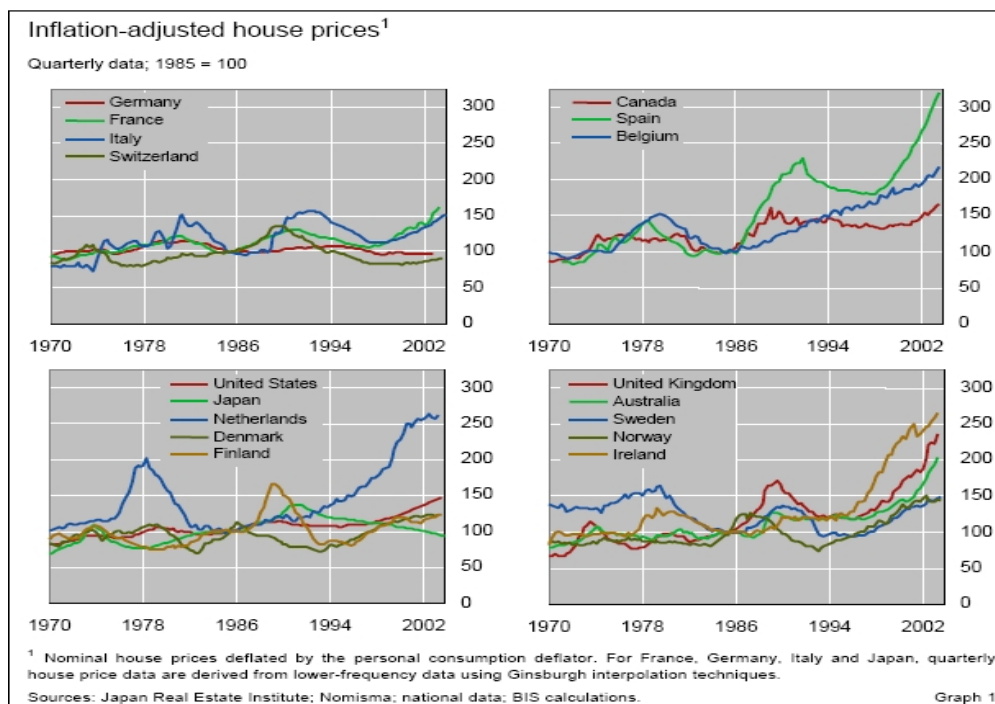 Inflation-adjusted house prices¹
Quarterly data; 1985 = 100
Germany
France
Italy
Switzerland
300
250
200
150
100
50
0
1970 1978 1986 1994 2002
Canada
Spain
Belgium
300
250
200
150
100
50
0
1970 1978 1986 1994 2002
United States
Japan
Netherlands
Denmark
Finland
300
250
200
150
100
50
0
1970 1978 1986 1994 2002
United Kingdom
Australia
Sweden
Norway
Ireland
300
250
200
150
100
50
0
1970 1978 1986 1994 2002
¹ Nominal house prices deflated by the personal consumption deflator. For France, Germany, Italy and Japan, quarterly
house price data are derived from lower-frequency data using Ginsburgh interpolation techniques.
Sources: Japan Real Estate Institute; Nomisma; national data; BIS calculations. Graph 1